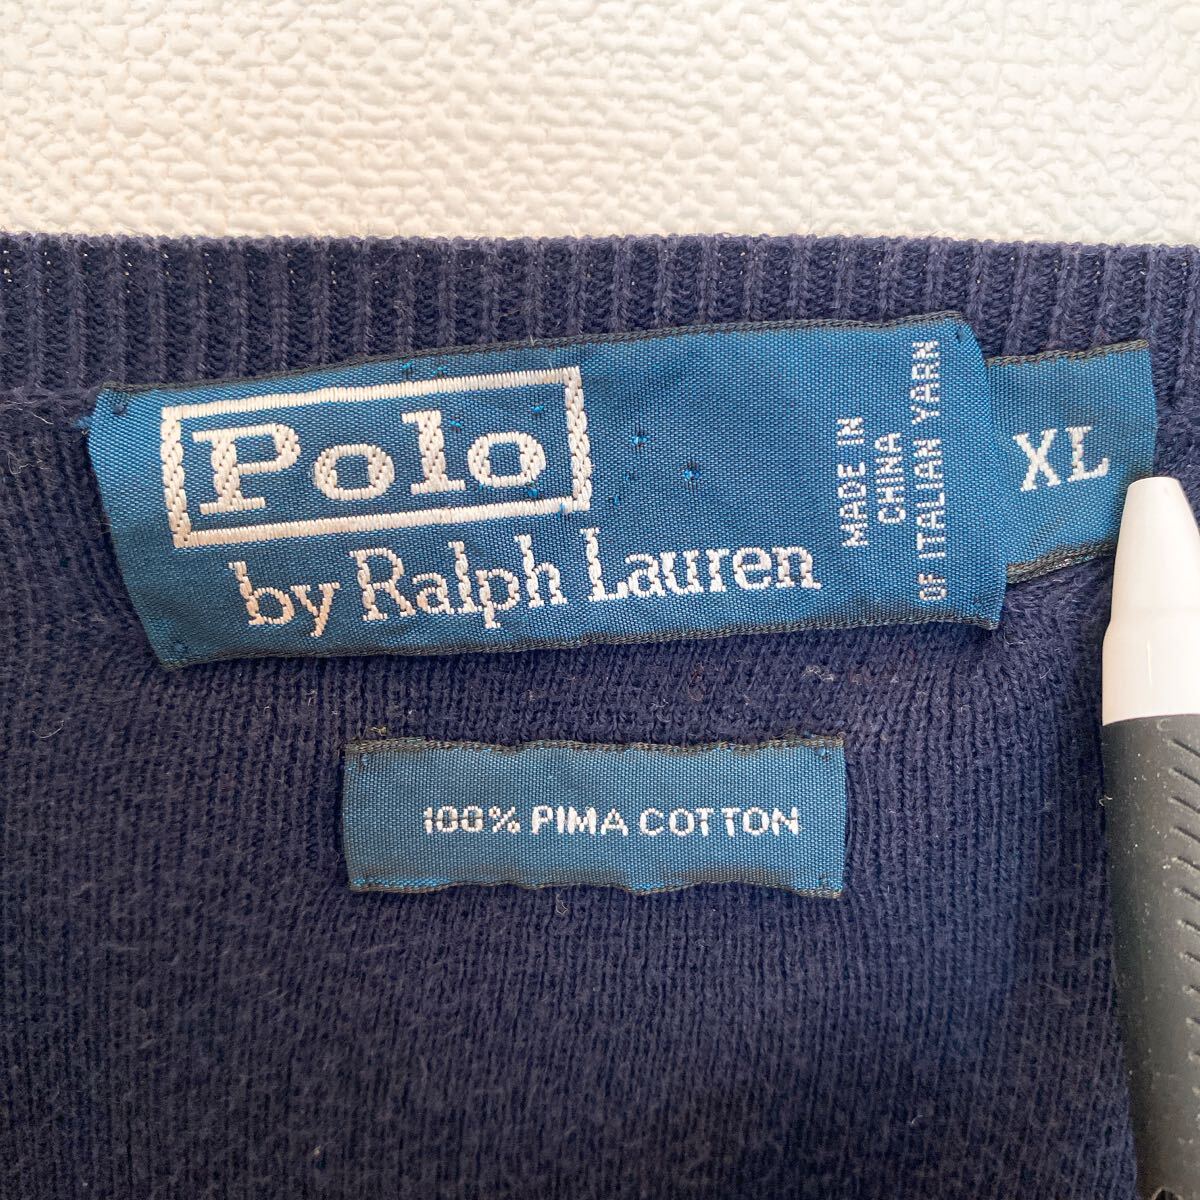 Polo
by Ralph Lauren
MADE IN
CHINA
OF ITALIAN YARN
XL
100% PIMA COTTON